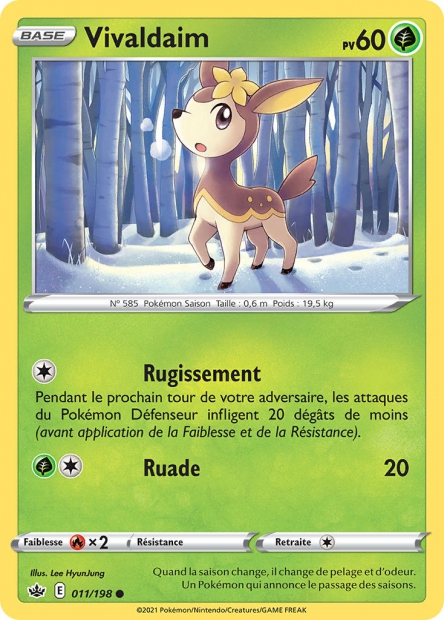 BASE Vivaldaim PV60
N° 585 Pokémon Saison Taille : 0,6 m Poids : 19,5 kg
Rugissement
Pendant le prochain tour de votre adversaire, les attaques
du Pokémon Défenseur infligent 20 dégâts de moins
(avant application de la Faiblesse et de la Résistance).
Ruade 20
Faiblesse ×2 Résistance Retraite
Illus. Lee HyunJung
E 011/198
Quand la saison change, il change de pelage et d'odeur.
Un Pokémon qui annonce le passage des saisons.
©2021 Pokémon/Nintendo/Creatures/GAME FREAK